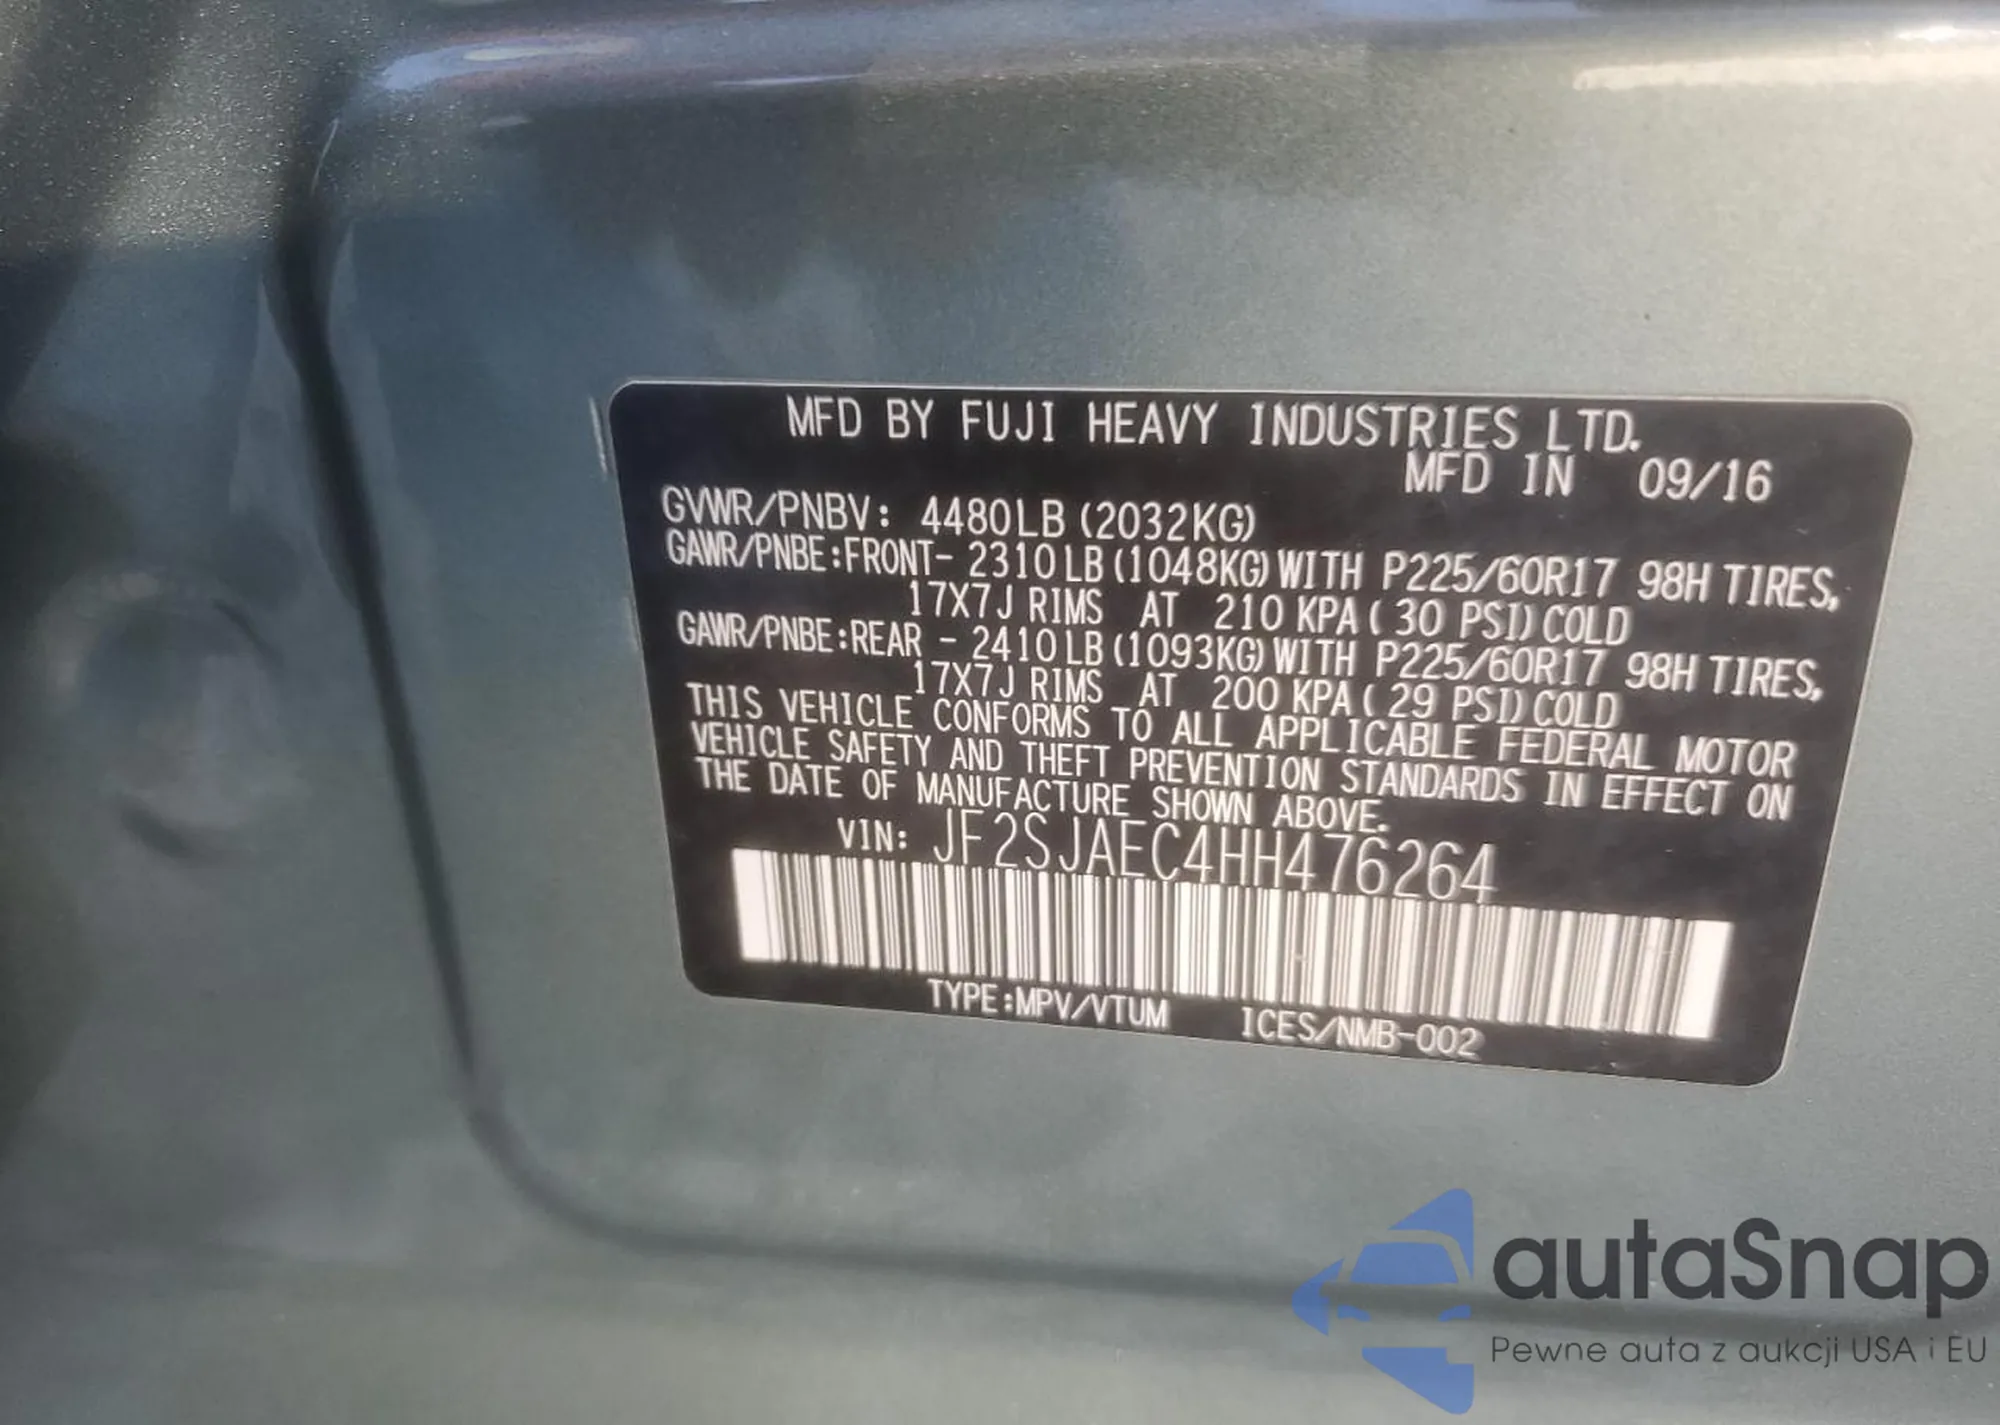 MFD BY FUJI HEAVY INDUSTRIES LTD.
MFD IN 09/16
GVWR/PNBV: 4480LB (2032KG)
GAWR/PNBE:FRONT- 2310LB (1048KG) WITH P225/60R17 98H TIRES,
17X7J RIMS AT 210 KPA ( 30 PSI) COLD
GAWR/PNBE:REAR - 2410LB (1093KG) WITH P225/60R17 98H TIRES,
17X7J RIMS AT 200 KPA ( 29 PSI) COLD
THIS VEHICLE CONFORMS TO ALL APPLICABLE FEDERAL MOTOR
VEHICLE SAFETY AND THEFT PREVENTION STANDARDS IN EFFECT ON
THE DATE OF MANUFACTURE SHOWN ABOVE.
VIN: JF2SJAEC4HH476264
TYPE:MPV/VTUM ICES/NMB-002
autaSnap
Pewne auta z aukcji USA i EU